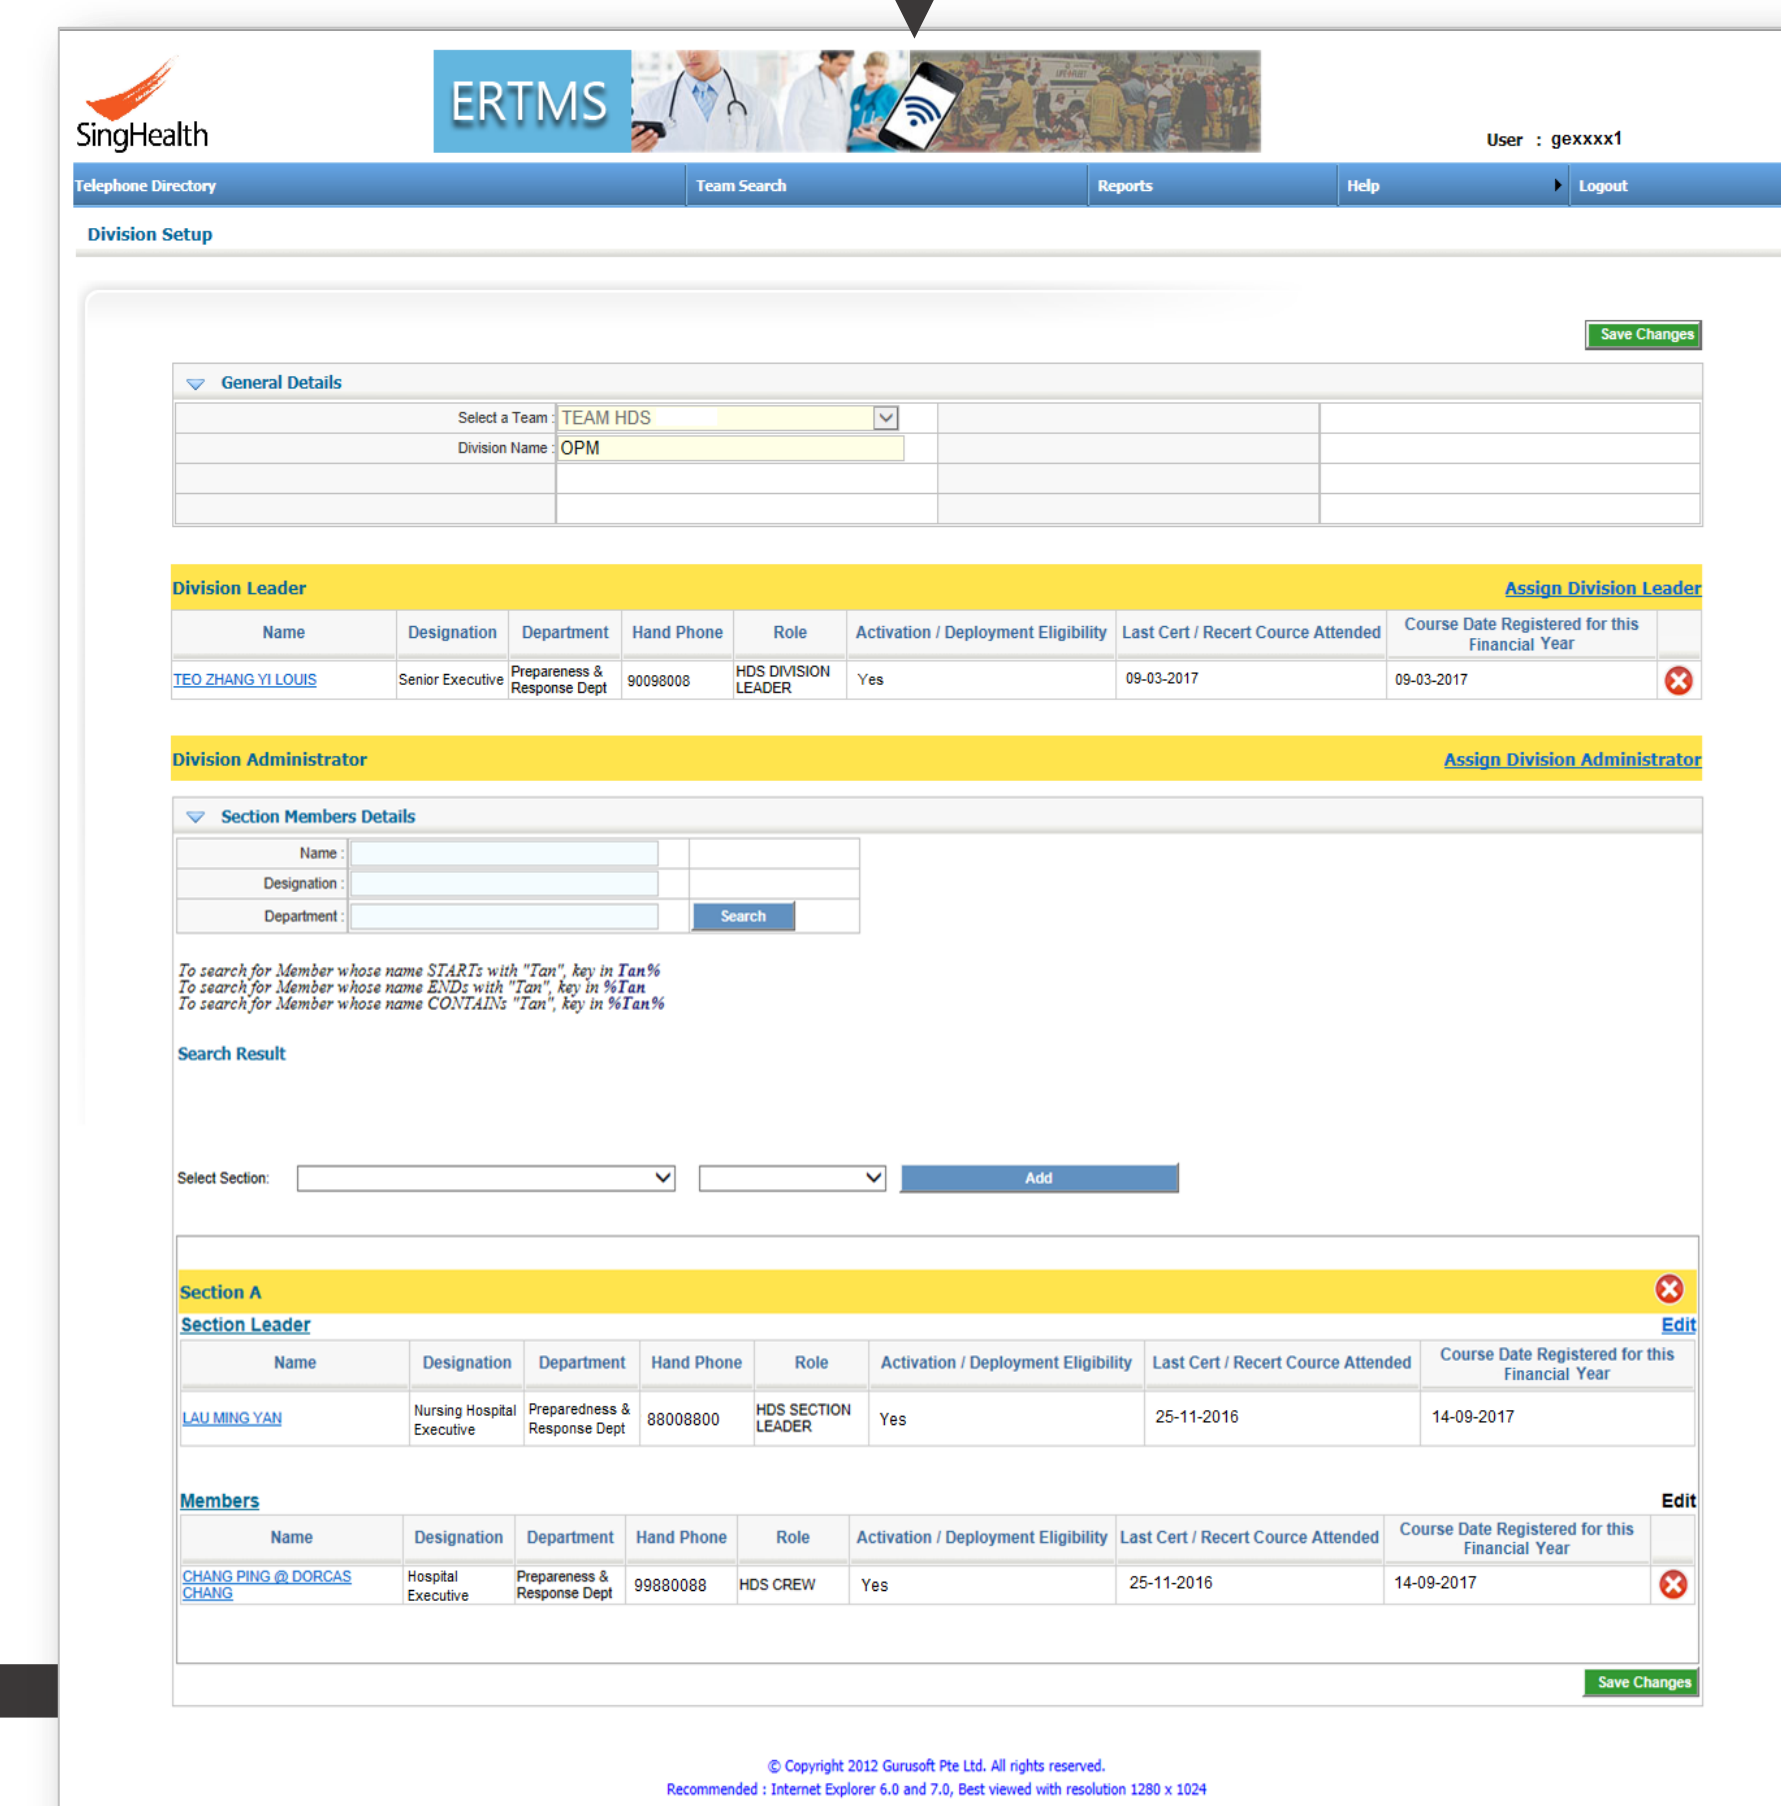 SingHealth
ERTMS
User : gexxxx1
Telephone Directory Team Search Reports Help Logout
Division Setup
Save Changes
General Details
Select a Team : TEAM HDS
Division Name : OPM
Division Leader Assign Division Leader
Name Designation Department Hand Phone Role Activation / Deployment Eligibility Last Cert / Recert Cource Attended Course Date Registered for this
Financial Year
TEO ZHANG YI LOUIS Senior Executive Prepareness & 90098008 HDS DIVISION Yes 09-03-2017 09-03-2017
Response Dept LEADER
Division Administrator Assign Division Administrator
Section Members Details
Name :
Designation :
Department : Search
To search for Member whose name STARTs with "Tan", key in Tan%
To search for Member whose name ENDs with "Tan", key in %Tan
To search for Member whose name CONTAINs "Tan", key in %Tan%
Search Result
Select Section: Add
Section A
Section Leader Edit
Name Designation Department Hand Phone Role Activation / Deployment Eligibility Last Cert / Recert Cource Attended Course Date Registered for this
Financial Year
LAU MING YAN Nursing Hospital Preparedness & 88008800 HDS SECTION Yes 25-11-2016 14-09-2017
Executive Response Dept LEADER
Members Edit
Name Designation Department Hand Phone Role Activation / Deployment Eligibility Last Cert / Recert Cource Attended Course Date Registered for this
Financial Year
CHANG PING @ DORCAS Hospital Prepareness & 99880088 HDS CREW Yes 25-11-2016 14-09-2017
CHANG Executive Response Dept
Save Changes
© Copyright 2012 Gurusoft Pte Ltd. All rights reserved.
Recommended : Internet Explorer 6.0 and 7.0, Best viewed with resolution 1280 x 1024